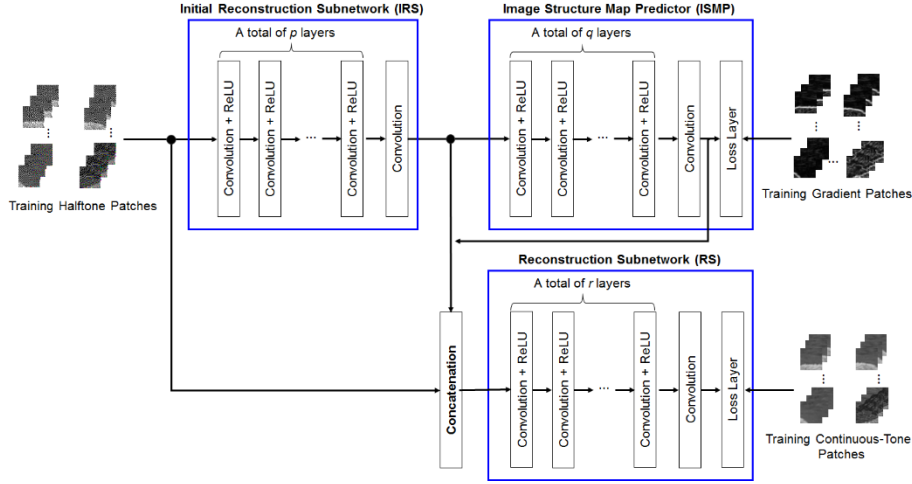 Initial Reconstruction Subnetwork (IRS)
A total of p layers
Convolution + ReLU
Convolution + ReLU
...
Convolution + ReLU
Convolution
Training Halftone Patches
Image Structure Map Predictor (ISMP)
A total of q layers
Convolution + ReLU
Convolution + ReLU
...
Convolution + ReLU
Convolution
Loss Layer
Training Gradient Patches
Reconstruction Subnetwork (RS)
A total of r layers
Concatenation
Convolution + ReLU
Convolution + ReLU
...
Convolution + ReLU
Convolution
Loss Layer
Training Continuous-Tone
Patches